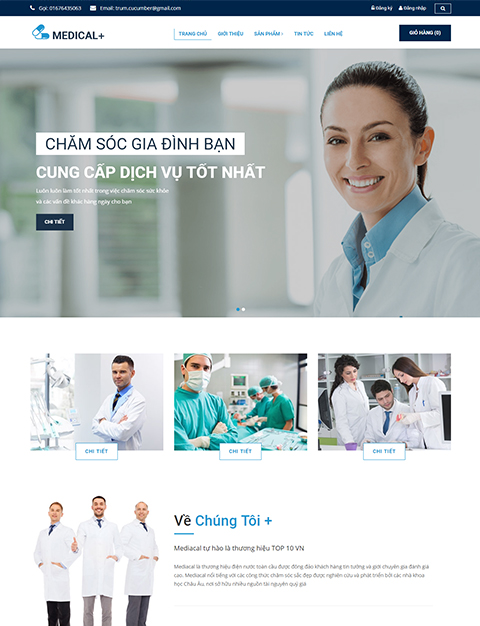 Gọi: 01676435063 Email: trum.cucumber@gmail.com Đăng ký Đăng nhập
MEDICAL+ TRANG CHỦ GIỚI THIỆU SẢN PHẨM TIN TỨC LIÊN HỆ GIỎ HÀNG (0)
CHĂM SÓC GIA ĐÌNH BẠN
CUNG CẤP DỊCH VỤ TỐT NHẤT
Luôn luôn làm tốt nhất trong việc chăm sóc sức khỏe
và các vấn đề khác hàng ngày cho bạn
CHI TIẾT
CHI TIẾT CHI TIẾT CHI TIẾT
Về Chúng Tôi +
Mediacal tự hào là thương hiệu TOP 10 VN
Mediacal là thương hiệu điện nước toàn cầu được đông đảo khách hàng tin tưởng và giới chuyên gia đánh giá
cao. Mediacal nổi tiếng với các công thức chăm sóc sắc đẹp được nghiên cứu và phát triển bởi các nhà khoa
học Châu Âu, nơi sở hữu nhiều nguồn tài nguyên quý giá